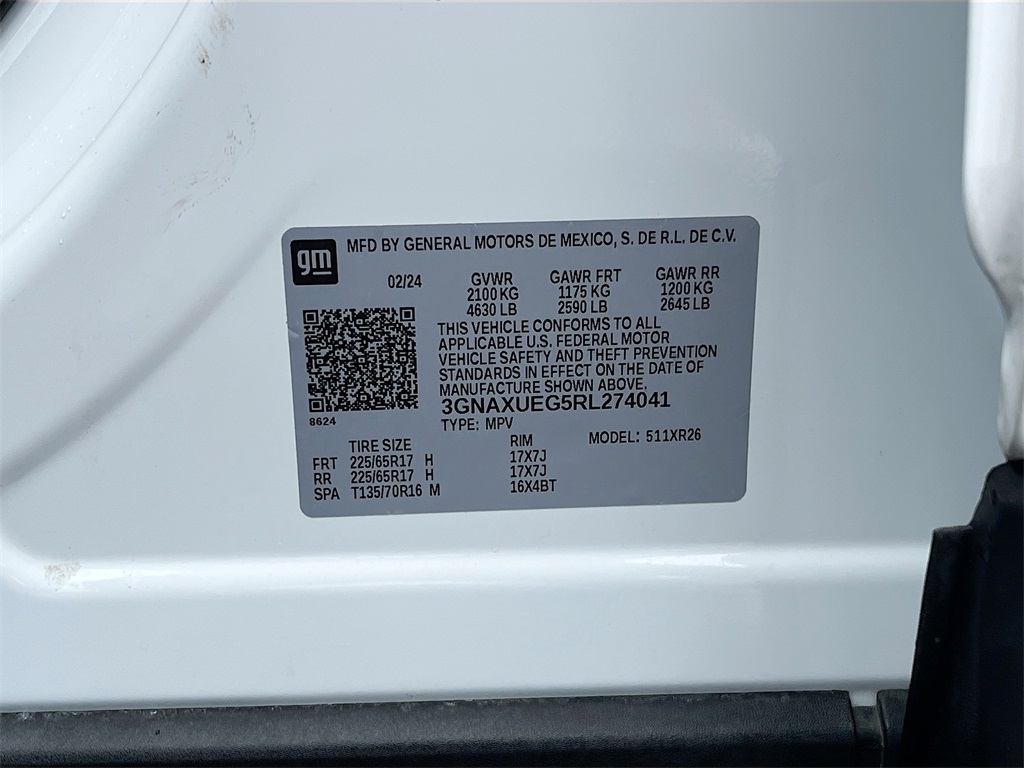 gm
MFD BY GENERAL MOTORS DE MEXICO, S. DE R.L. DE C.V.
02/24 GVWR GAWR FRT GAWR RR
2100 KG 1175 KG 1200 KG
4630 LB 2590 LB 2645 LB
THIS VEHICLE CONFORMS TO ALL
APPLICABLE U.S. FEDERAL MOTOR
VEHICLE SAFETY AND THEFT PREVENTION
STANDARDS IN EFFECT ON THE DATE OF
MANUFACTURE SHOWN ABOVE.
3GNAXUEG5RL274041
8624
TYPE: MPV
TIRE SIZE RIM MODEL: 511XR26
FRT 225/65R17 H 17X7J
RR 225/65R17 H 17X7J
SPA T135/70R16 M 16X4BT